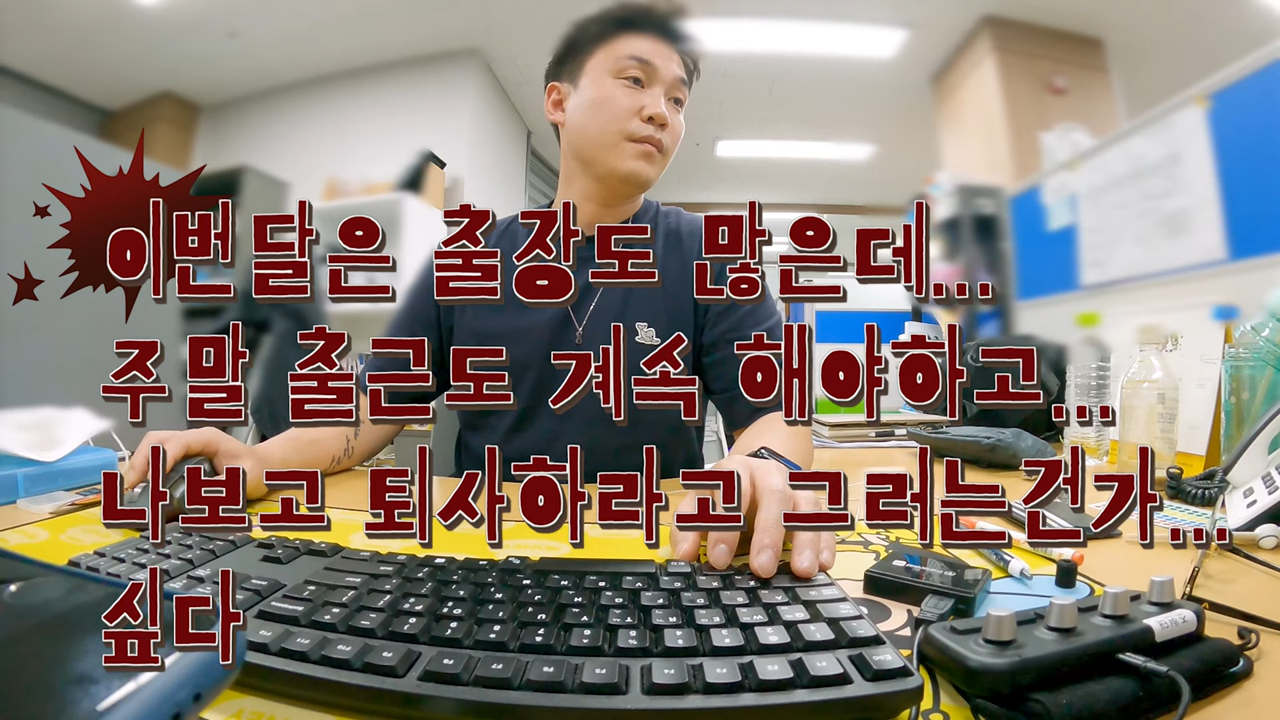 이번달은 출장도 많은데...
주말 출근도 계속 해야하고...
나보고 퇴사하라고 그러는건가...
싶다